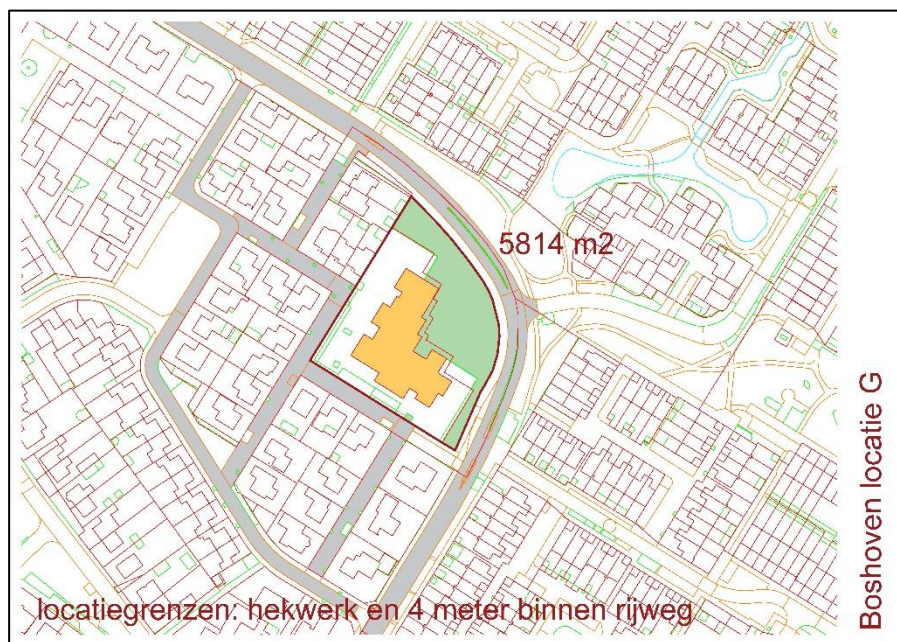 5814 m2
locatiegrenzen: hekwerk en 4 meter binnen rijweg
Boshoven locatie G